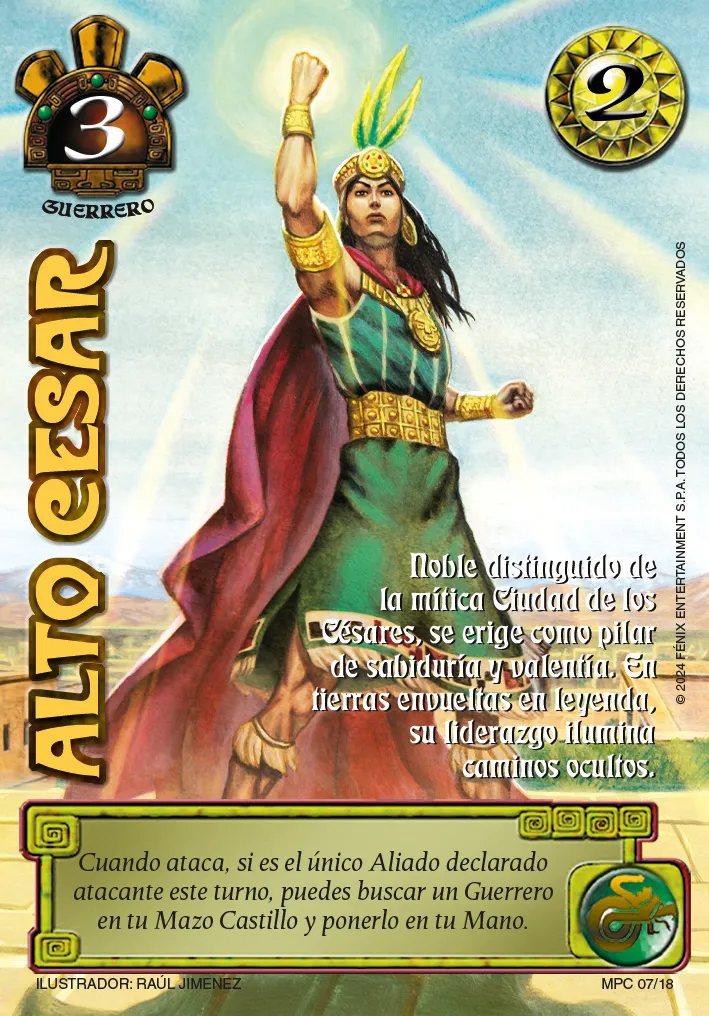 3
GUERRERO
2
ALTO CESAR
© 2024 FÉNIX ENTERTAINMENT S.P.A. TODOS LOS DERECHOS RESERVADOS
Noble distinguido de
la mítica Ciudad de los
Césares, se erige como pilar
de sabiduría y valentía. En
tierras envueltas en leyenda,
su liderazgo ilumina
caminos ocultos.
Cuando ataca, si es el único Aliado declarado
atacante este turno, puedes buscar un Guerrero
en tu Mazo Castillo y ponerlo en tu Mano.
ILUSTRADOR: RAÚL JIMENEZ
MPC 07/18